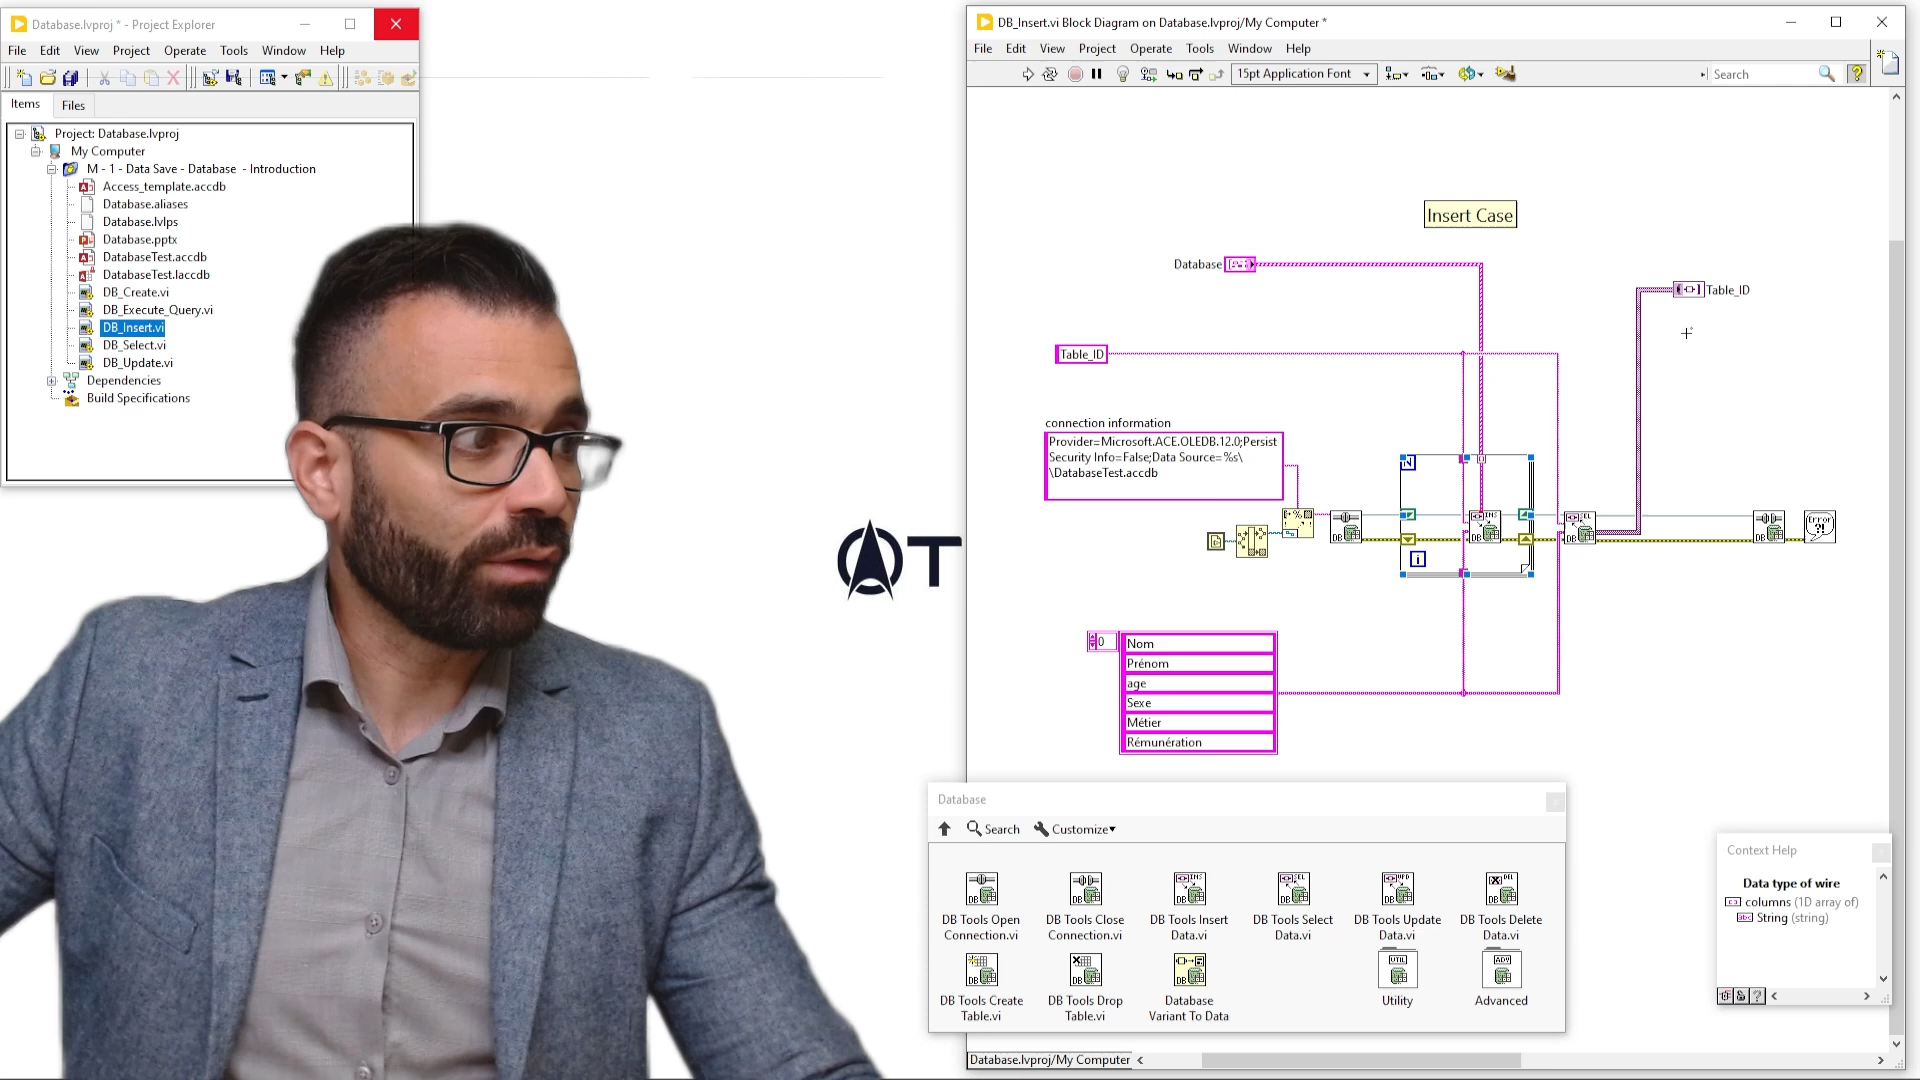 Database.lvproj * - Project Explorer
File Edit View Project Operate Tools Window Help
Items Files
Project: Database.lvproj
My Computer
M - 1 - Data Save - Database - Introduction
Access_template.accdb
Database.aliases
Database.lvlps
Database.pptx
DatabaseTest.accdb
DatabaseTest.laccdb
DB_Create.vi
DB_Execute_Query.vi
DB_Insert.vi
DB_Select.vi
DB_Update.vi
Dependencies
Build Specifications
DB_Insert.vi Block Diagram on Database.lvproj/My Computer *
File Edit View Project Operate Tools Window Help
15pt Application Font
Search
Insert Case
Database
Table_ID
Table_ID
connection information
Provider=Microsoft.ACE.OLEDB.12.0;Persist
Security Info=False;Data Source=%s\
\DatabaseTest.accdb
N
i
DB
DB
DB
DB
Error
?!
0
Nom
Prénom
age
Sexe
Métier
Rémunération
Database
Search Customize
DB Tools Open
Connection.vi
DB Tools Close
Connection.vi
DB Tools Insert
Data.vi
DB Tools Select
Data.vi
DB Tools Update
Data.vi
DB Tools Delete
Data.vi
DB Tools Create
Table.vi
DB Tools Drop
Table.vi
Database
Variant To Data
Utility
Advanced
Context Help
Data type of wire
columns (1D array of)
String (string)
Database.lvproj/My Computer